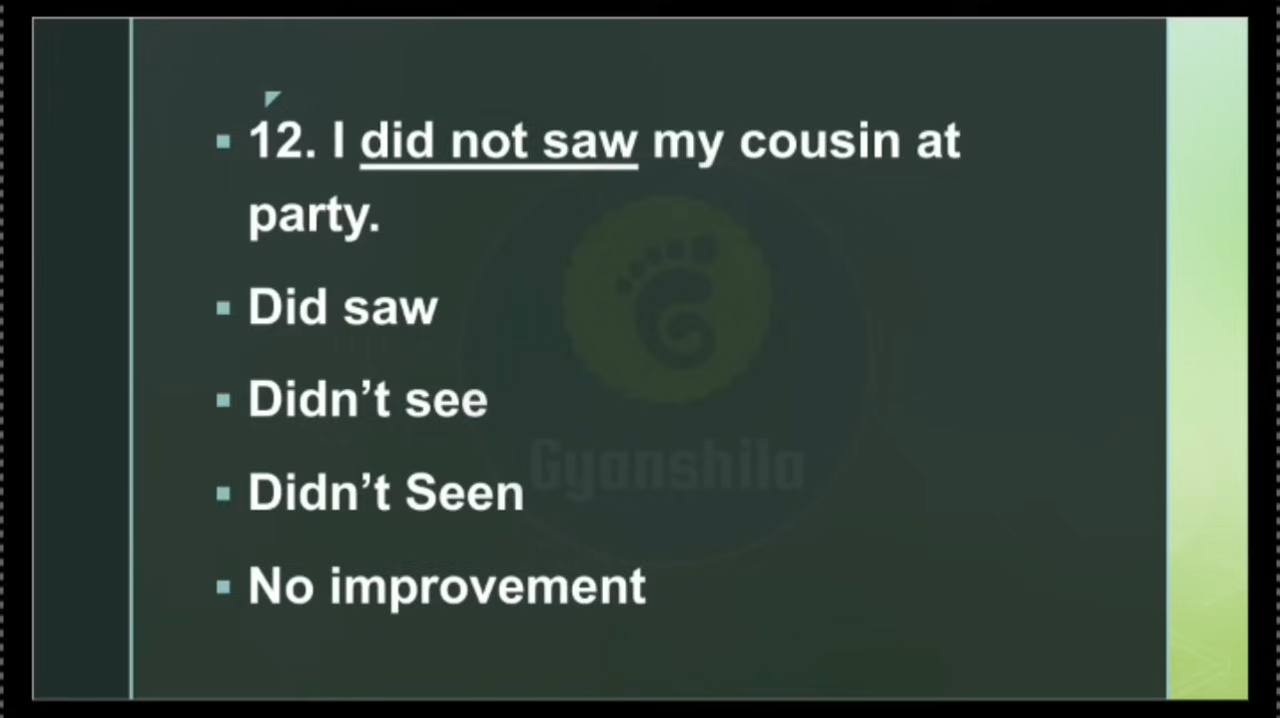 12. I did not saw my cousin at
party.
Did saw
Didn’t see
Didn’t Seen
No improvement
Gyanshila